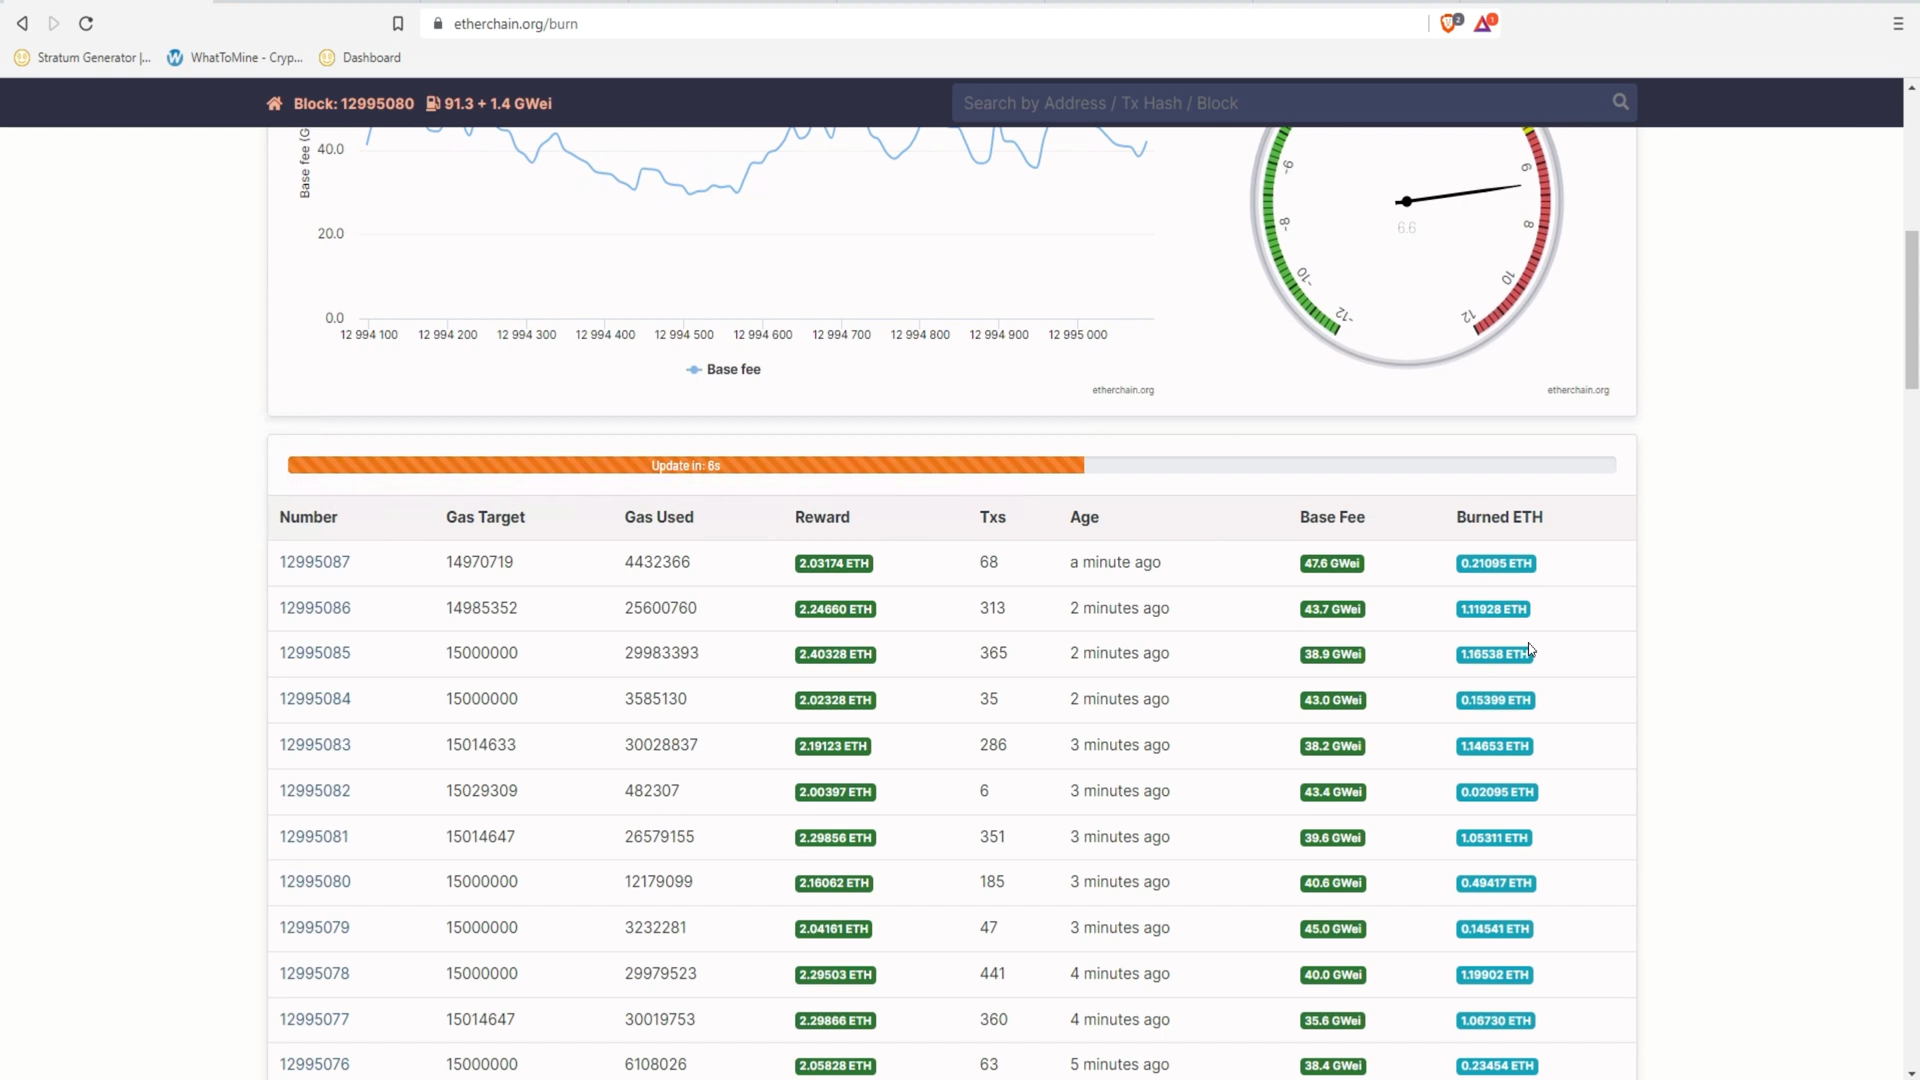 etherchain.org/burn
2
1
Stratum Generator |...
WhatToMine - Cryp...
Dashboard
Block: 12995080 91.3 + 1.4 GWei
Search by Address / Tx Hash / Block
Base fee (G
40.0
20.0
0.0
12 994 100 12 994 200 12 994 300 12 994 400 12 994 500 12 994 600 12 994 700 12 994 800 12 994 900 12 995 000
Base fee
etherchain.org
-6
-8
-10
-12
6
8
10
12
6.6
etherchain.org
Update in: 6s
Number Gas Target Gas Used Reward Txs Age Base Fee Burned ETH
12995087 14970719 4432366 2.03174 ETH 68 a minute ago 47.6 GWei 0.21095 ETH
12995086 14985352 25600760 2.24660 ETH 313 2 minutes ago 43.7 GWei 1.11928 ETH
12995085 15000000 29983393 2.40328 ETH 365 2 minutes ago 38.9 GWei 1.16538 ETH
12995084 15000000 3585130 2.02328 ETH 35 2 minutes ago 43.0 GWei 0.15399 ETH
12995083 15014633 30028837 2.19123 ETH 286 3 minutes ago 38.2 GWei 1.14653 ETH
12995082 15029309 482307 2.00397 ETH 6 3 minutes ago 43.4 GWei 0.02095 ETH
12995081 15014647 26579155 2.29856 ETH 351 3 minutes ago 39.6 GWei 1.05311 ETH
12995080 15000000 12179099 2.16062 ETH 185 3 minutes ago 40.6 GWei 0.49417 ETH
12995079 15000000 3232281 2.04161 ETH 47 3 minutes ago 45.0 GWei 0.14541 ETH
12995078 15000000 29979523 2.29503 ETH 441 4 minutes ago 40.0 GWei 1.19902 ETH
12995077 15014647 30019753 2.29866 ETH 360 4 minutes ago 35.6 GWei 1.06730 ETH
12995076 15000000 6108026 2.05828 ETH 63 5 minutes ago 38.4 GWei 0.23454 ETH